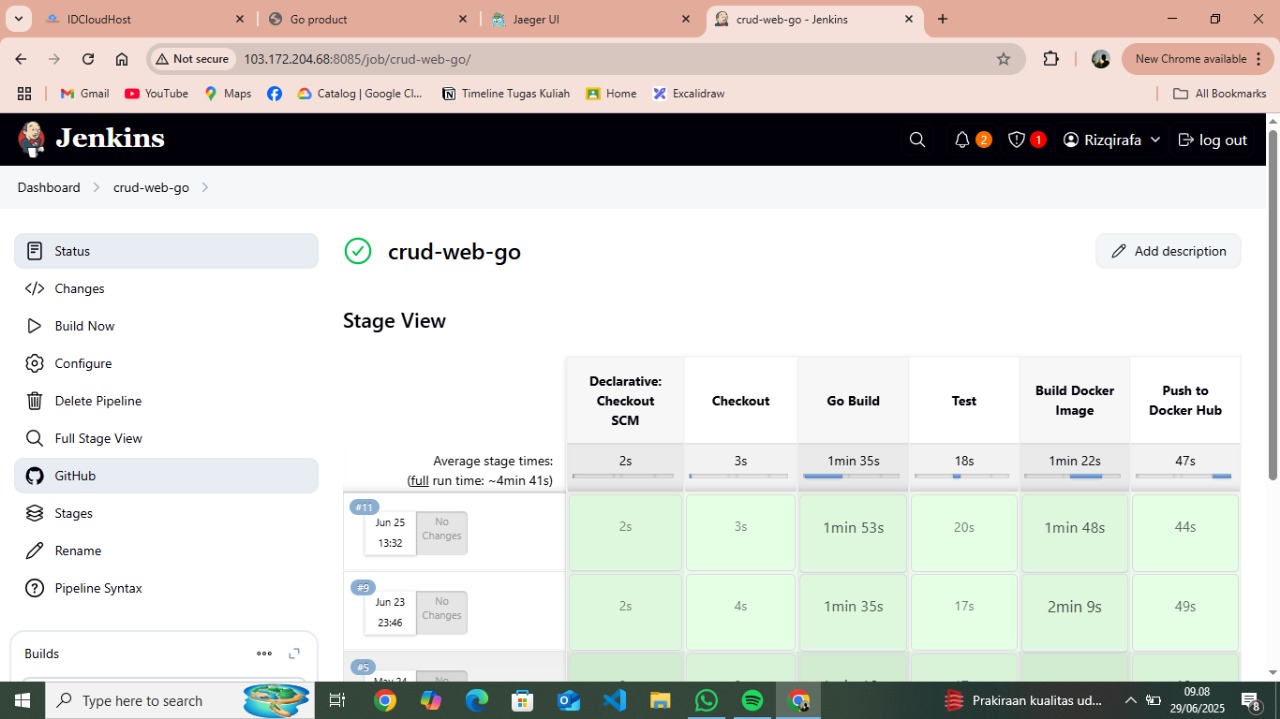 IDCloudHost
Go product
Jaeger UI
crud-web-go - Jenkins
Not secure
103.172.204.68:8085/job/crud-web-go/
New Chrome available
Gmail
YouTube
Maps
Catalog | Google Cl...
Timeline Tugas Kuliah
Home
Excalidraw
All Bookmarks
Jenkins
2
1
Rizqirafa
log out
Dashboard
crud-web-go
Status
Changes
Build Now
Configure
Delete Pipeline
Full Stage View
GitHub
Stages
Rename
Pipeline Syntax
Builds
crud-web-go
Add description
Stage View
Declarative:
Checkout
SCM
Checkout
Go Build
Test
Build Docker
Image
Push to
Docker Hub
Average stage times:
(full run time: ~4min 41s)
2s
3s
1min 35s
18s
1min 22s
47s
#11
Jun 25
13:32
No
Changes
2s
3s
1min 53s
20s
1min 48s
44s
#9
Jun 23
23:46
No
Changes
2s
4s
1min 35s
17s
2min 9s
49s
#5
May 24
No
Type here to search
Prakiraan kualitas ud...
09.08
29/06/2025
8